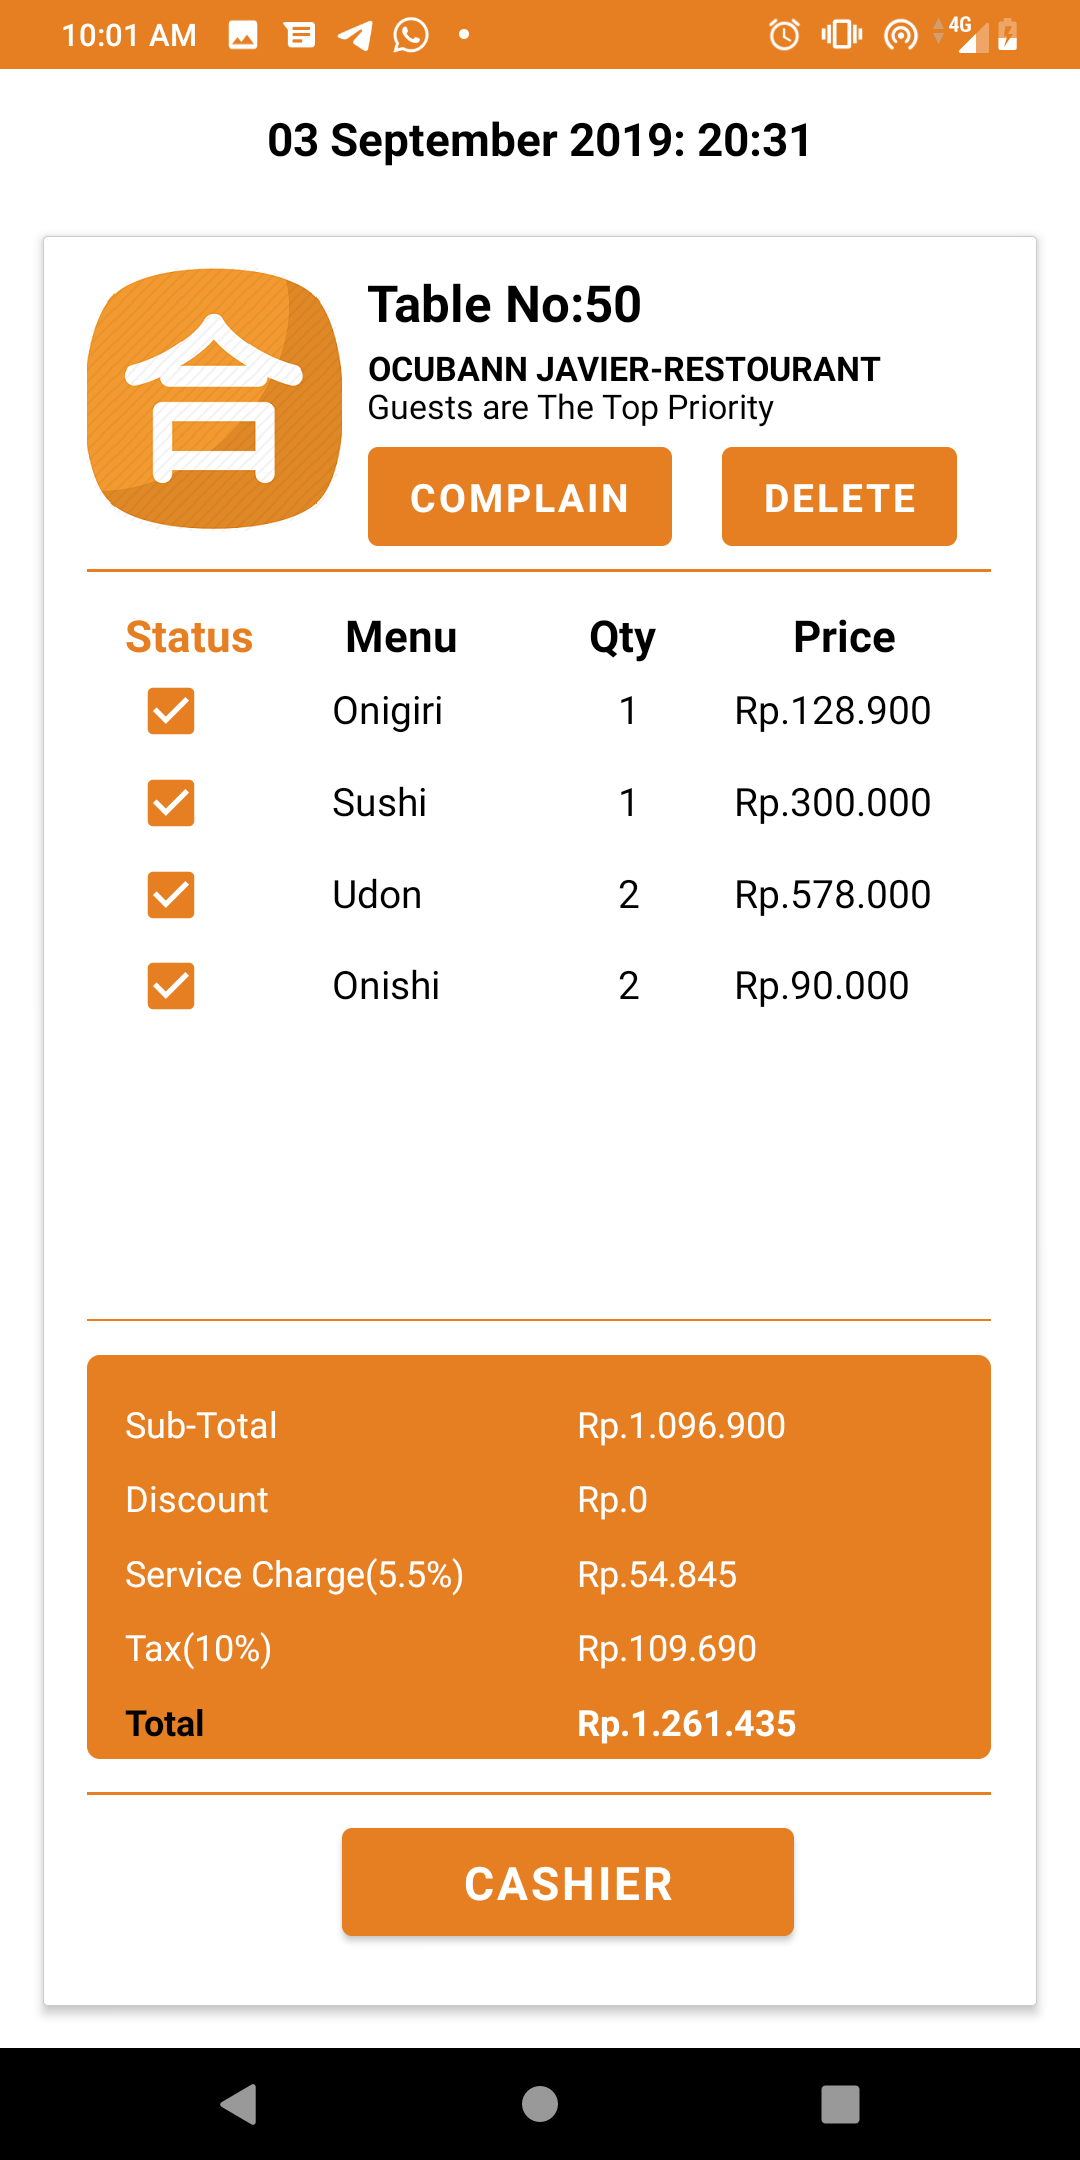 10:01 AM 4G
03 September 2019: 20:31
合
Table No:50
OCUBANN JAVIER-RESTOURANT
Guests are The Top Priority
COMPLAIN DELETE
Status Menu Qty Price
Onigiri 1 Rp.128.900
Sushi 1 Rp.300.000
Udon 2 Rp.578.000
Onishi 2 Rp.90.000
Sub-Total Rp.1.096.900
Discount Rp.0
Service Charge(5.5%) Rp.54.845
Tax(10%) Rp.109.690
Total Rp.1.261.435
CASHIER